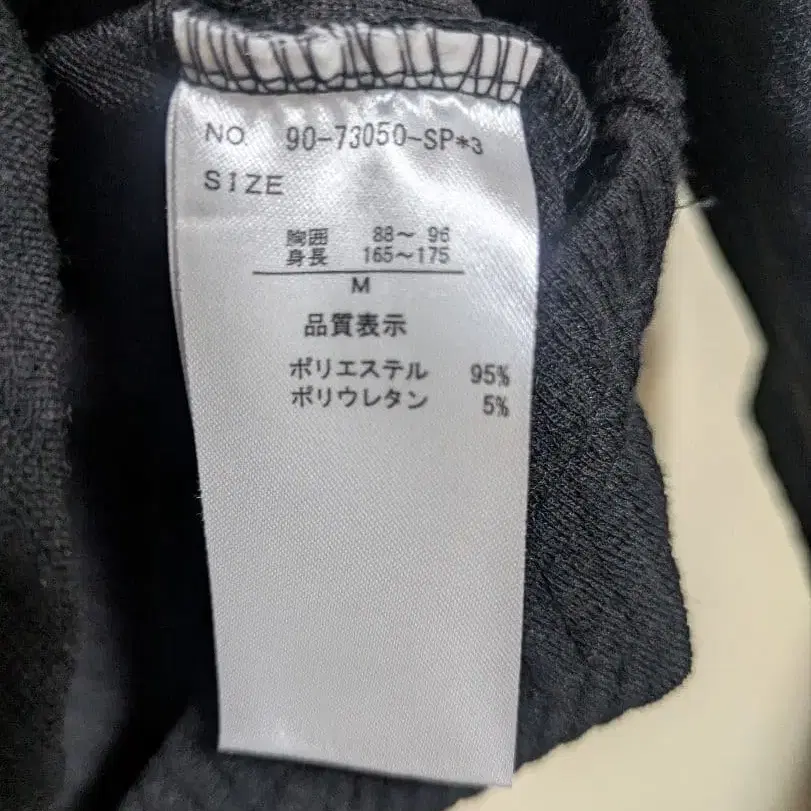 NO. 90-73050-SP*3
SIZE
胸囲 88〜 96
身長 165〜175
M
品質表示
ポリエステル 95%
ポリウレタン 5%